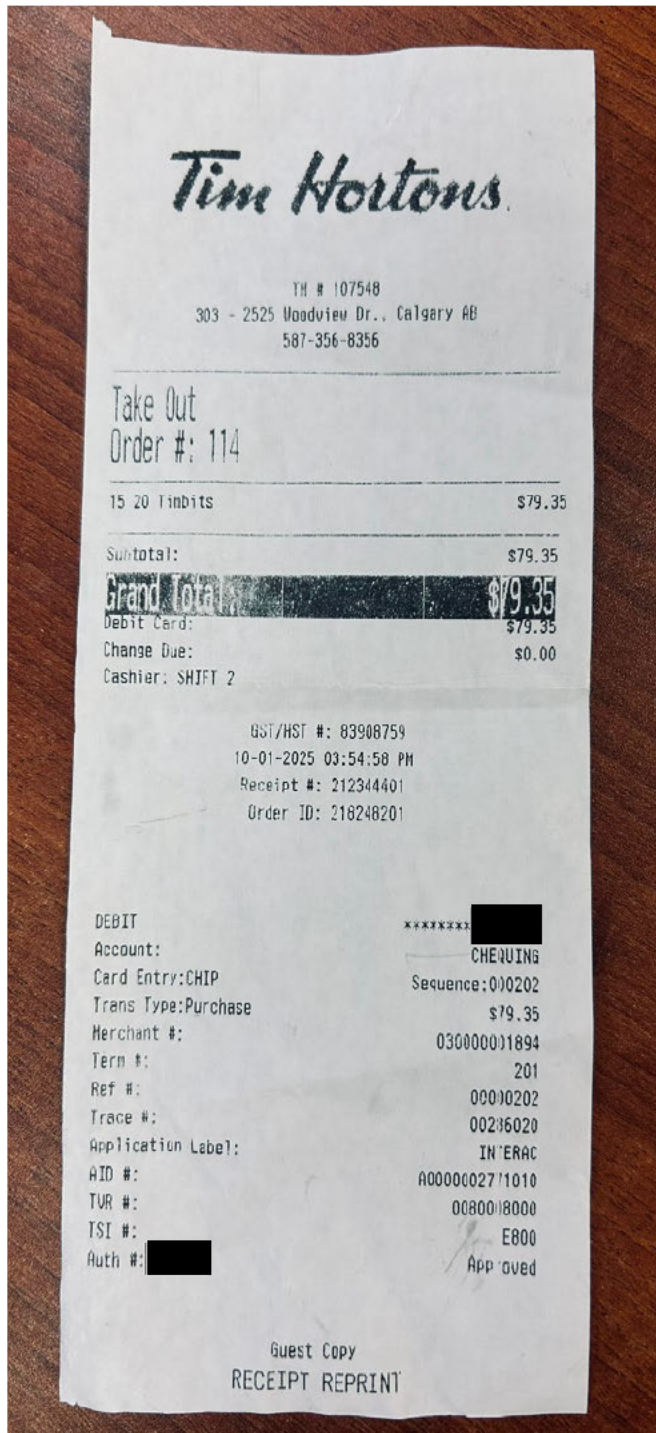 Tim Hortons.
TH # 107548
303 - 2525 Woodview Dr., Calgary AB
587-356-8356
Take Out
Order #: 114
15 20 Timbits $79.35
Subtotal: $79.35
Grand Total: $79.35
Debit Card: $79.35
Change Due: $0.00
Cashier: SHIFT 2
GST/HST #: 83908759
10-01-2025 03:54:58 PM
Receipt #: 212344401
Order ID: 218248201
DEBIT ********
Account: CHEQUING
Card Entry:CHIP Sequence:000202
Trans Type:Purchase $79.35
Merchant #: 030000001894
Term #: 201
Ref #: 00000202
Trace #: 00286020
Application Label: INTERAC
AID #: A0000002771010
TVR #: 0080008000
TSI #: E800
Auth #: Approved
Guest Copy
RECEIPT REPRINT